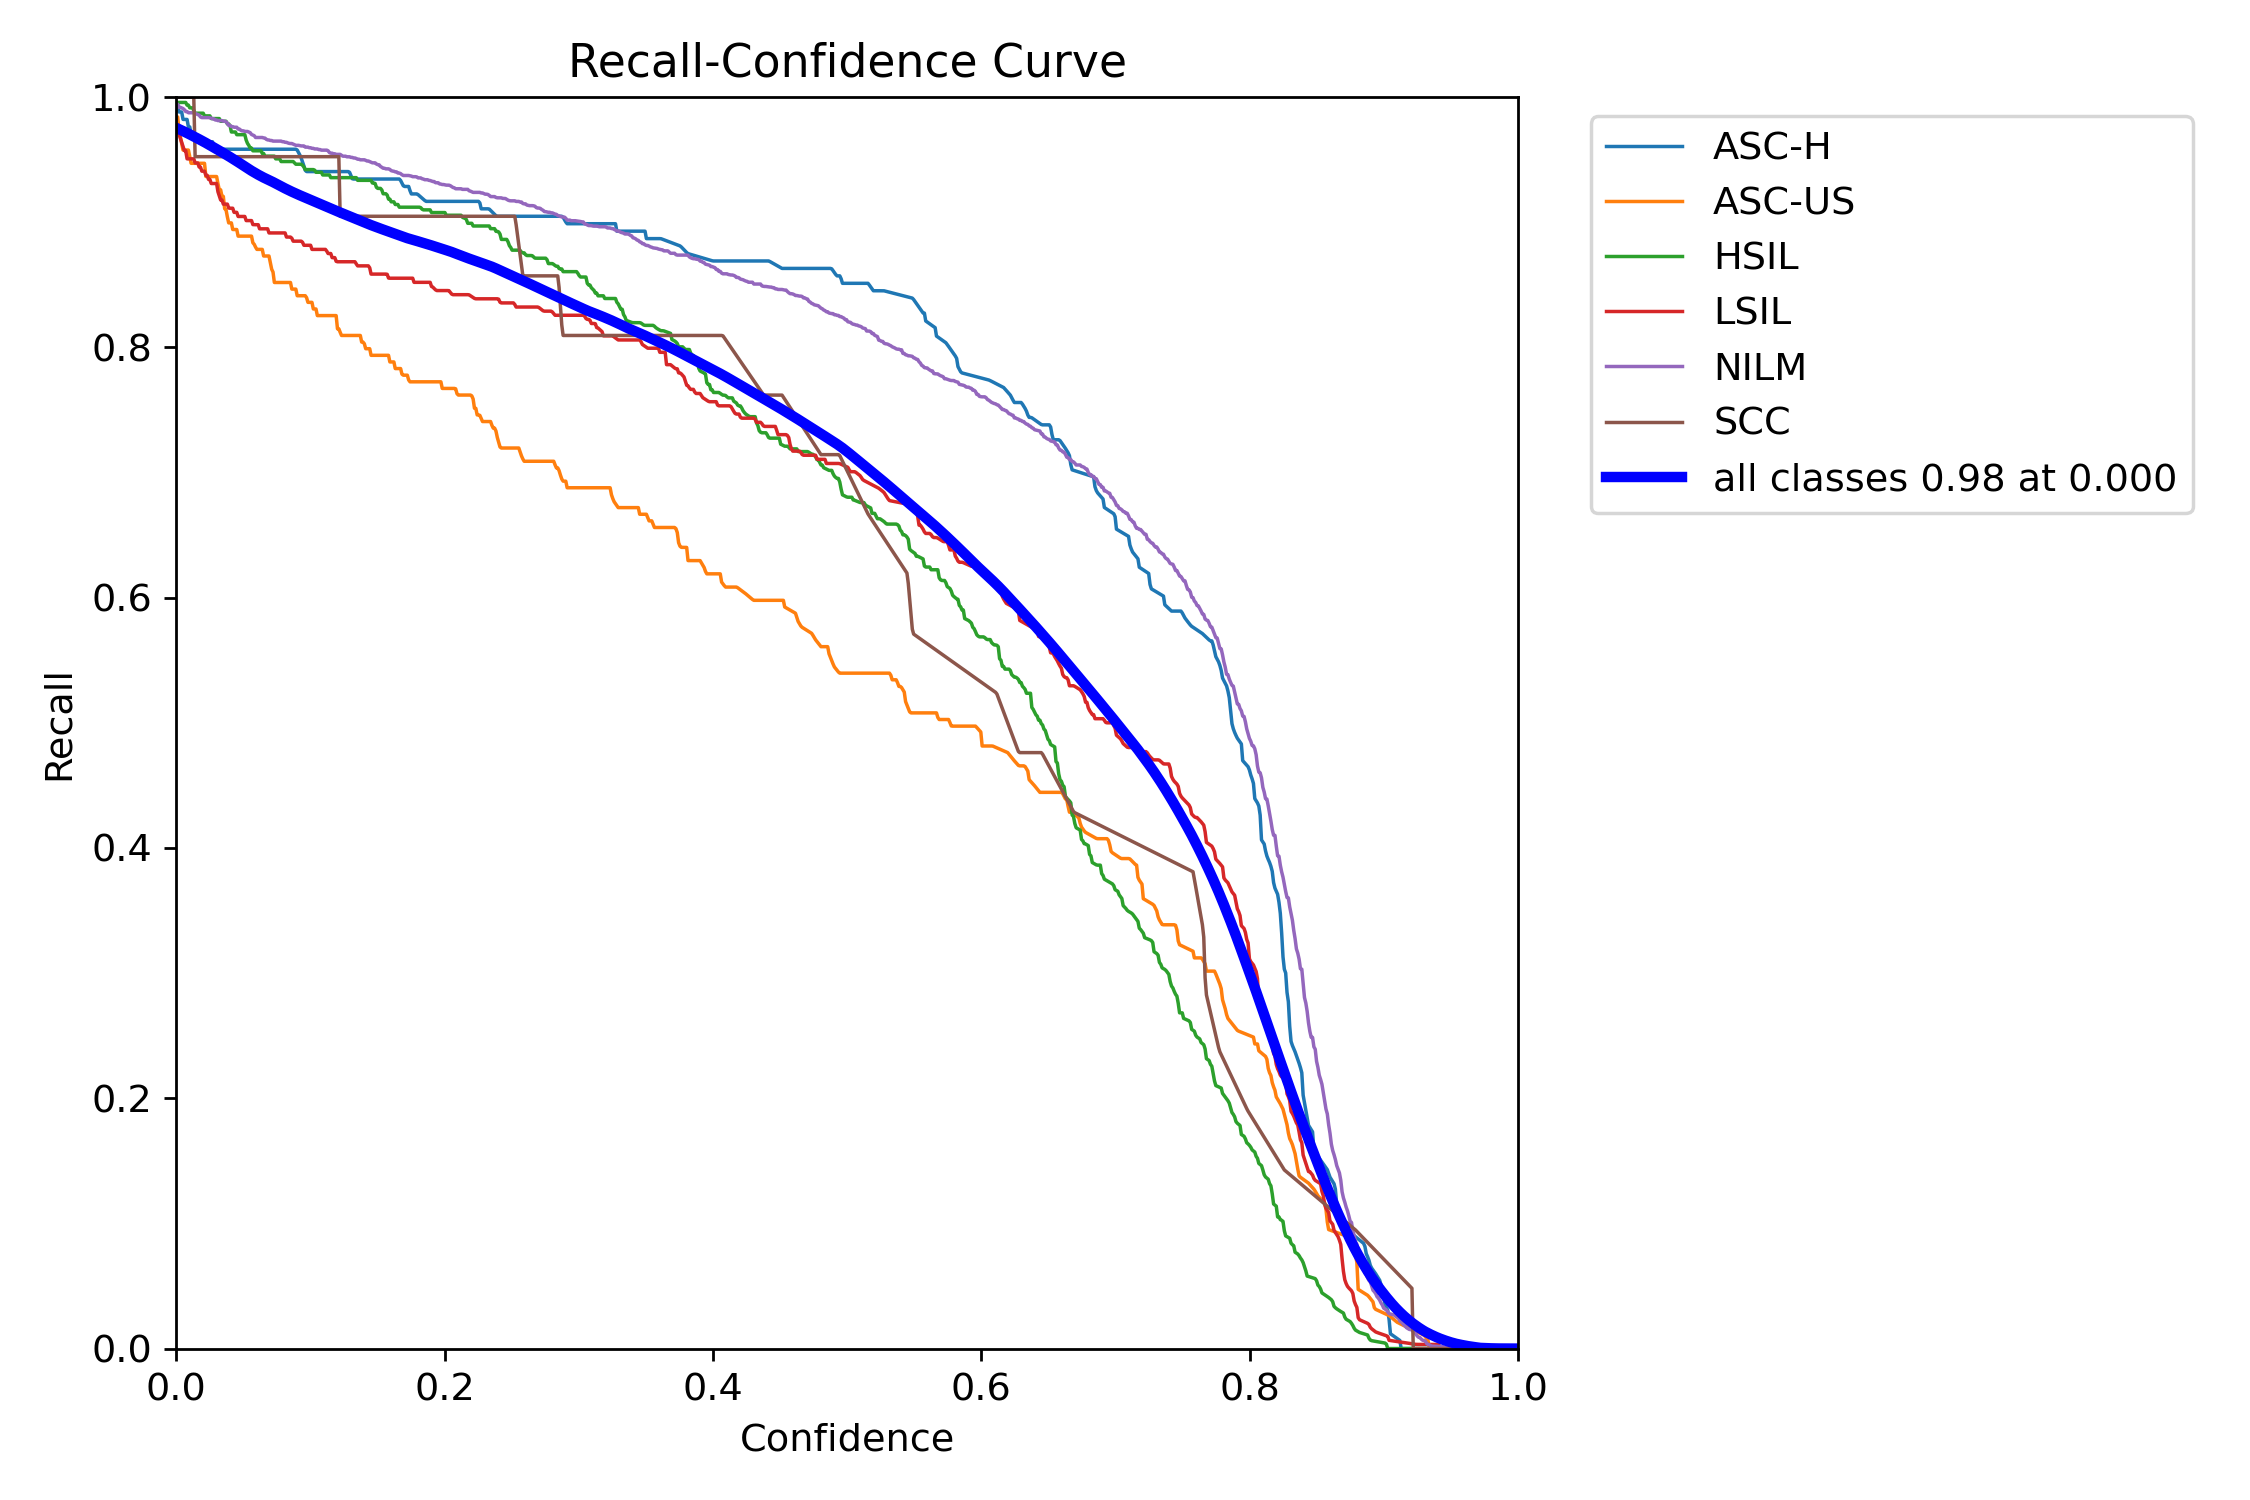 Recall-Confidence Curve
1.0
0.8
0.6
0.4
0.2
0.0
Recall
0.0 0.2 0.4 0.6 0.8 1.0
Confidence
ASC-H
ASC-US
HSIL
LSIL
NILM
SCC
all classes 0.98 at 0.000